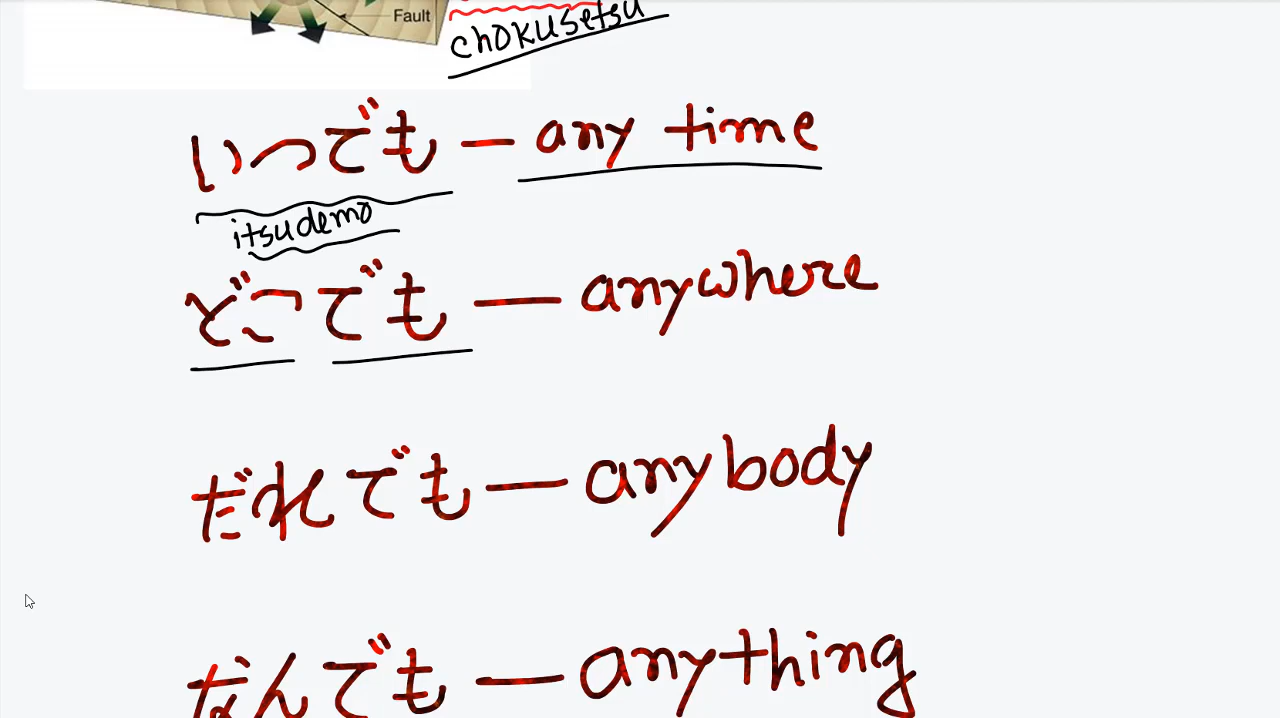 Fault
chokusetsu
いつでも — any time
itsudemo
どこでも — anywhere
だれでも — anybody
なんでも — anything